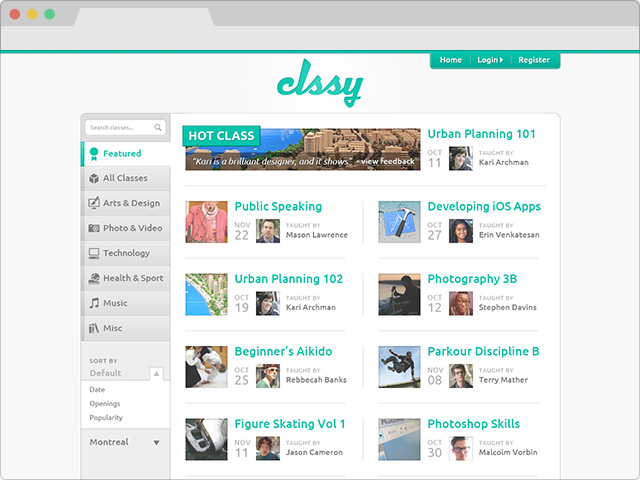 Home
Login
Register
clssy
Search classes...
Featured
All Classes
Arts & Design
Photo & Video
Technology
Health & Sport
Music
Misc
SORT BY
Default
Date
Openings
Popularity
Montreal
HOT CLASS
"Kari is a brilliant designer, and it shows" - view feedback
Urban Planning 101
OCT
11
TAUGHT BY
Kari Archman
Public Speaking
NOV
22
TAUGHT BY
Mason Lawrence
Developing iOS Apps
OCT
27
TAUGHT BY
Erin Venkatesan
Urban Planning 102
OCT
19
TAUGHT BY
Kari Archman
Photography 3B
OCT
12
TAUGHT BY
Stephen Davins
Beginner's Aikido
OCT
25
TAUGHT BY
Rebbecah Banks
Parkour Discipline B
NOV
08
TAUGHT BY
Terry Mather
Figure Skating Vol 1
NOV
11
TAUGHT BY
Jason Cameron
Photoshop
Photoshop Skills
OCT
30
TAUGHT BY
Malcolm Vorbin